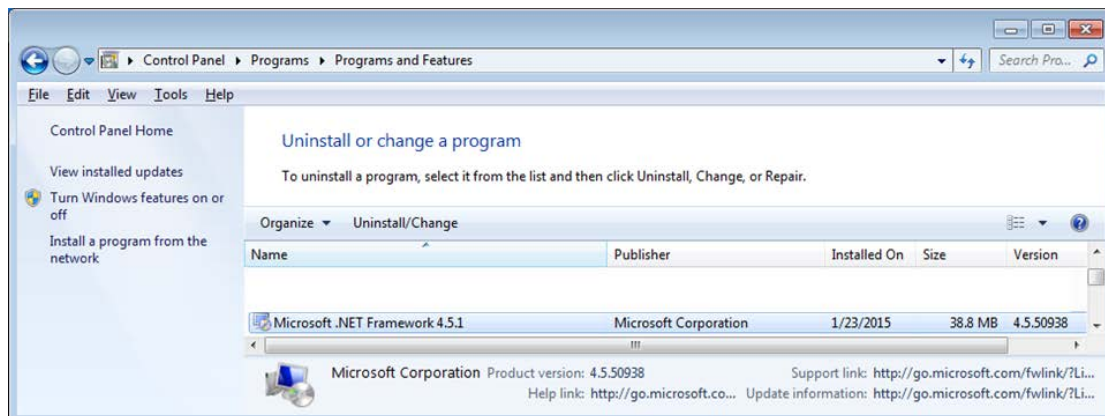 Control Panel ▸ Programs ▸ Programs and Features
Search Pro...
File Edit View Tools Help
Control Panel Home
View installed updates
Turn Windows features on or
off
Install a program from the
network
Uninstall or change a program
To uninstall a program, select it from the list and then click Uninstall, Change, or Repair.
Organize Uninstall/Change
Name Publisher Installed On Size Version
Microsoft .NET Framework 4.5.1 Microsoft Corporation 1/23/2015 38.8 MB 4.5.50938
Microsoft Corporation Product version: 4.5.50938 Support link: http://go.microsoft.com/fwlink/?Li...
Help link: http://go.microsoft.co... Update information: http://go.microsoft.com/fwlink/?Li...